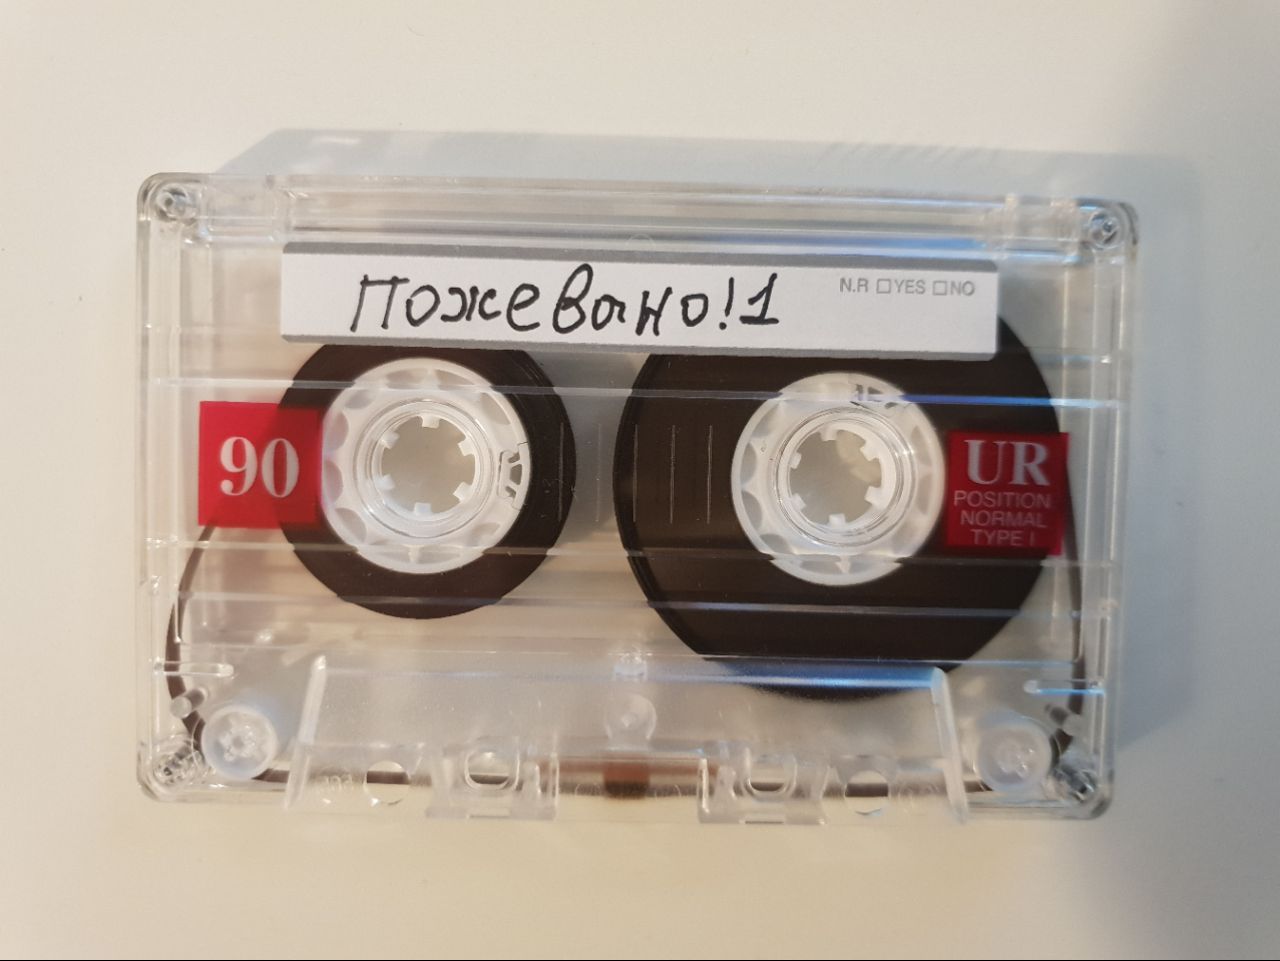 Пожевано!1
N.R □YES □NO
90
UR
POSITION
NORMAL
TYPE I